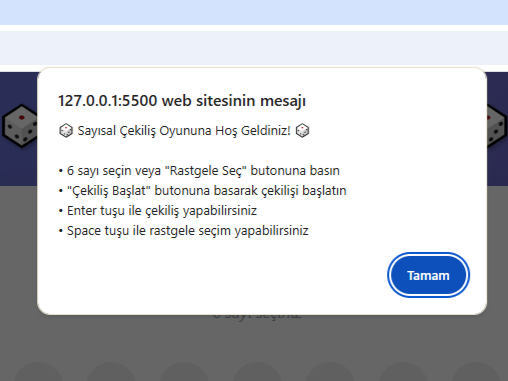 127.0.0.1:5500 web sitesinin mesajı
🎲 Sayısal Çekiliş Oyununa Hoş Geldiniz! 🎲
• 6 sayı seçin veya "Rastgele Seç" butonuna basın
• "Çekiliş Başlat" butonuna basarak çekilişi başlatın
• Enter tuşu ile çekiliş yapabilirsiniz
• Space tuşu ile rastgele seçim yapabilirsiniz
Tamam
6 sayı seçiniz